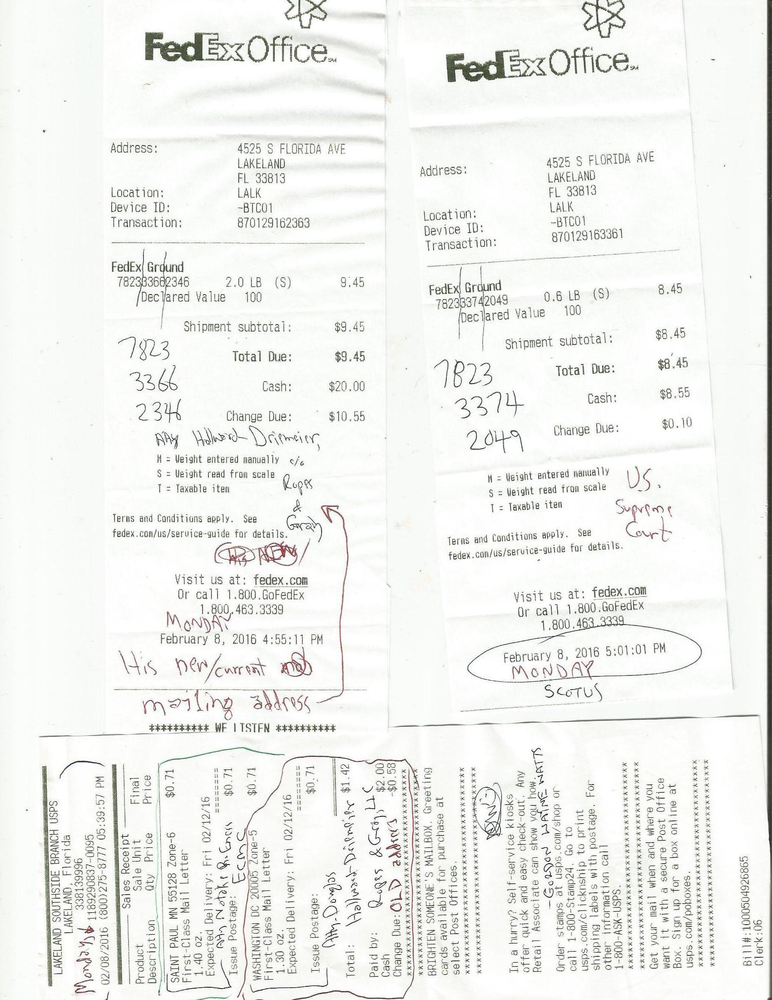 FedEx Office SM
Address: 4525 S FLORIDA AVE
LAKELAND
FL 33813
Location: LALK
Device ID: -BTC01
Transaction: 870129162363
FedEx Ground
782333662346 2.0 LB (S) 9.45
Declared Value 100
Shipment subtotal: $9.45
7823
Total Due: $9.45
3366
Cash: $20.00
2346
Change Due: $10.55
Hallward-Driemeier,
M = Weight entered manually c/o
S = Weight read from scale
Ropes
T = Taxable item
&
Terms and Conditions apply. See
Gray
fedex.com/us/service-guide for details.
Visit us at: fedex.com
Or call 1.800.GoFedEx
1.800.463.3339
MONDAY
February 8, 2016 4:55:11 PM
His new/current
mailing address
********** WE LISTEN **********
FedEx Office SM
Address: 4525 S FLORIDA AVE
LAKELAND
FL 33813
Location: LALK
Device ID: -BTC01
Transaction: 870129163361
FedEx Ground
782333742049 0.6 LB (S) 8.45
Declared Value 100
Shipment subtotal: $8.45
7823
Total Due: $8.45
3374
Cash: $8.55
2049
Change Due: $0.10
M = Weight entered manually
U.S.
S = Weight read from scale
T = Taxable item
Supreme
Court
Terms and Conditions apply. See
fedex.com/us/service-guide for details.
Visit us at: fedex.com
Or call 1.800.GoFedEx
1.800.463.3339
February 8, 2016 5:01:01 PM
MONDAY
SCOTUS
LAKELAND SOUTHSIDE BRANCH USPS
LAKELAND, Florida
338139996
Monday 1189290837-0095
02/08/2016 (800)275-8777 05:39:57 PM
Sales Receipt
Product Sale Unit Final
Description Qty Price Price
SAINT PAUL MN 55128 Zone-6 $0.71
First-Class Mail Letter
1.40 oz.
Expected Delivery: Fri 02/12/16
========
Issue Postage: $0.71
ECMC
WASHINGTON DC 20005 Zone-5 $0.71
First-Class Mail Letter
1.30 oz.
Expected Delivery: Fri 02/12/16
========
Issue Postage: $0.71
Atty. Douglas
Hallward-Driemeier
Total: $1.42
Ropes & Gray, LLC
Paid by:
Cash $2.00
Change Due: -$0.58
OLD address
BRIGHTEN SOMEONE'S MAILBOX. Greeting
cards available for purchase at
select Post Offices.
In a hurry? Self-service kiosks
offer quick and easy check-out. Any
Retail Associate can show you how.
-GORDON WAYNE WATTS
Order stamps at usps.com/shop or
call 1-800-Stamp24. Go to
usps.com/clicknship to print
shipping labels with postage. For
other information call
1-800-ASK-USPS.
Get your mail when and where you
want it with a secure Post Office
Box. Sign up for a box online at
usps.com/poboxes.
Bill#:1000504926865
Clerk:06